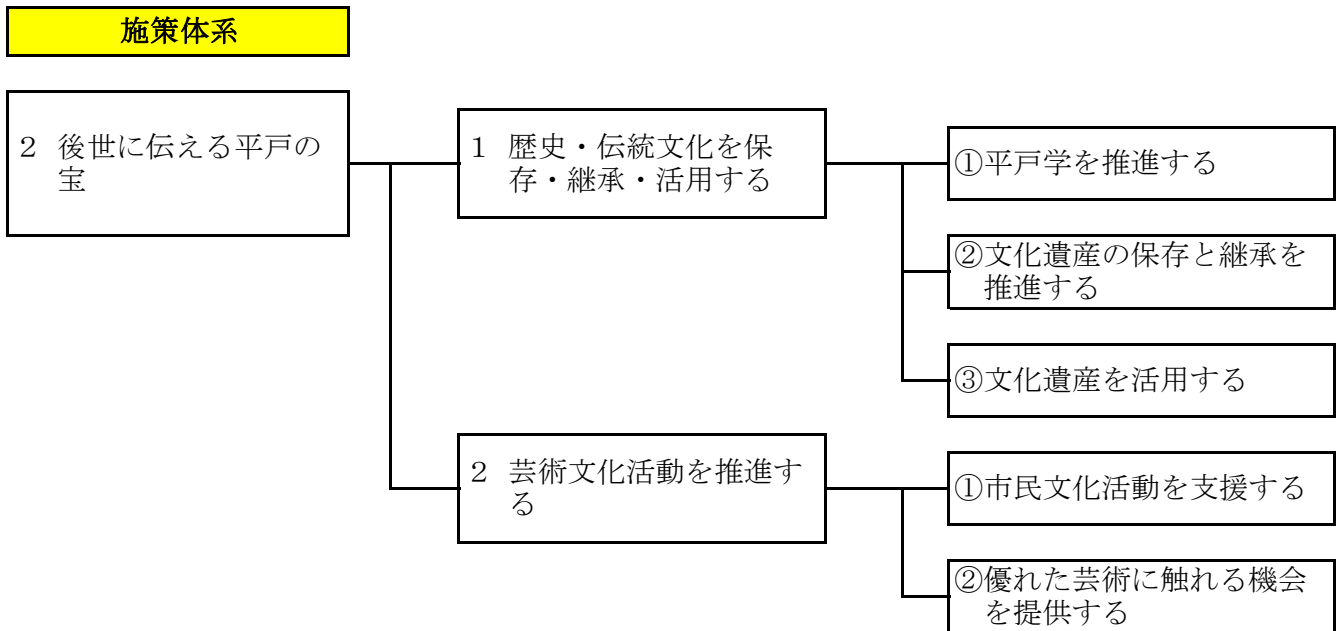 施策体系
2 後世に伝える平戸の
宝
1 歴史・伝統文化を保
存・継承・活用する
①平戸学を推進する
②文化遺産の保存と継承を
推進する
③文化遺産を活用する
2 芸術文化活動を推進す
る
①市民文化活動を支援する
②優れた芸術に触れる機会
を提供する